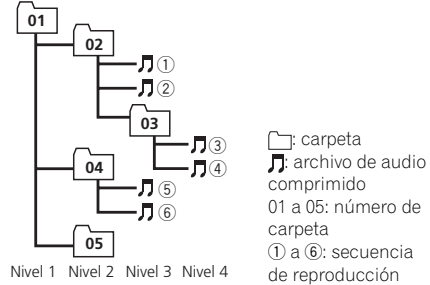 01
02
①
②
03
③
④
04
⑤
⑥
05
Nivel 1 Nivel 2 Nivel 3 Nivel 4
: carpeta
: archivo de audio
comprimido
01 a 05: número de
carpeta
① a ⑥: secuencia
de reproducción